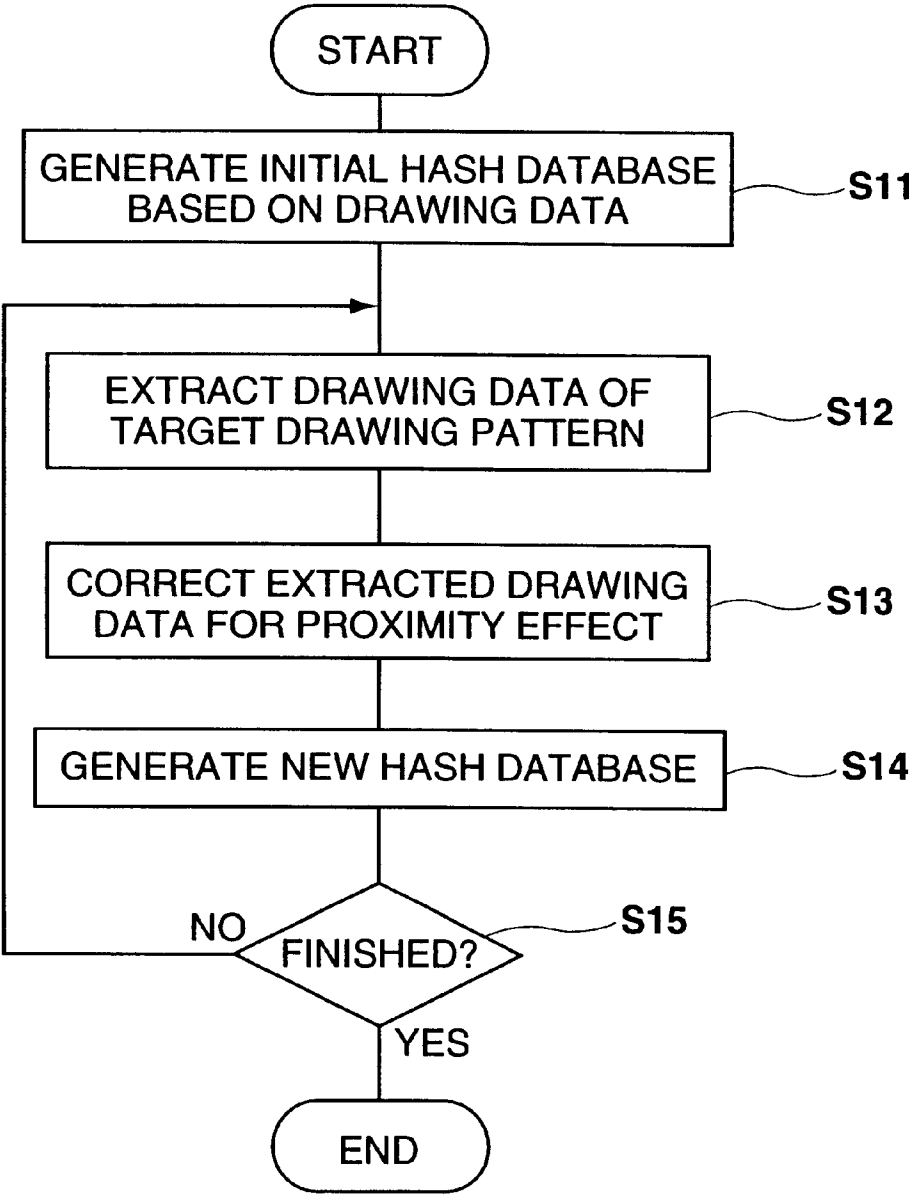 START
GENERATE INITIAL HASH DATABASE
BASED ON DRAWING DATA
S11
EXTRACT DRAWING DATA OF
TARGET DRAWING PATTERN
S12
CORRECT EXTRACTED DRAWING
DATA FOR PROXIMITY EFFECT
S13
GENERATE NEW HASH DATABASE
S14
NO
FINISHED?
S15
YES
END